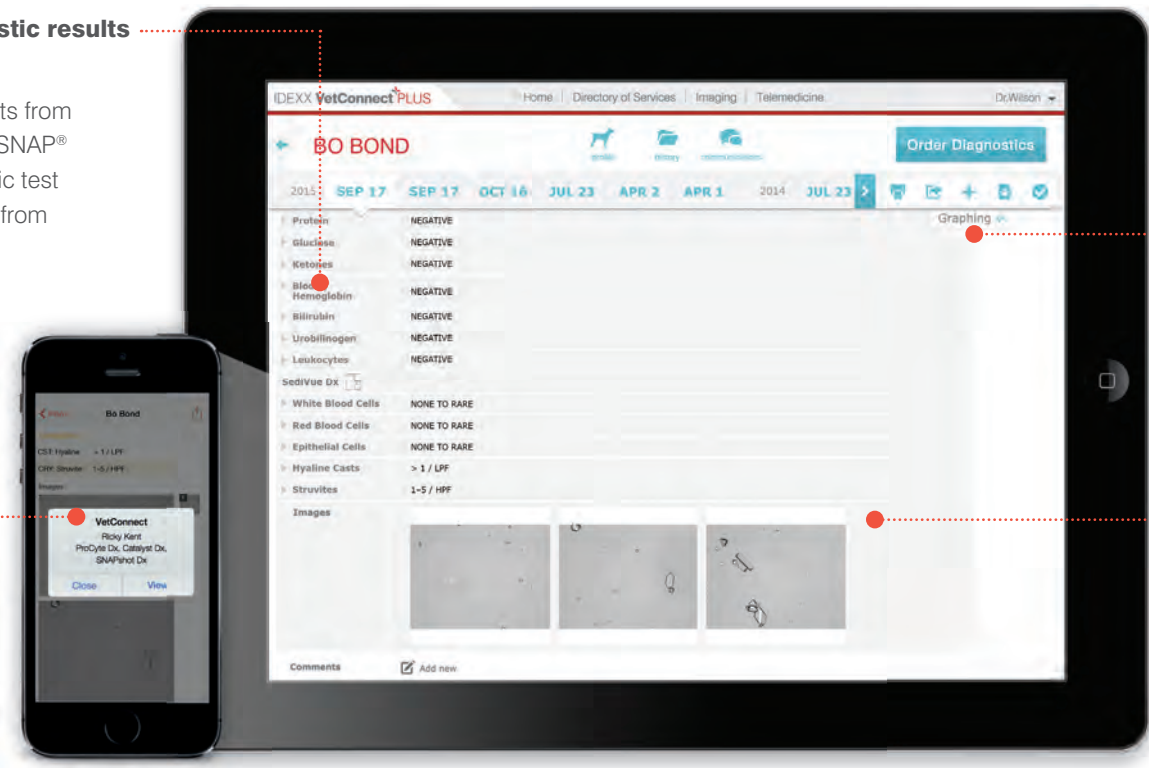 stic results
ts from
SNAP®
ic test
from
IDEXX VetConnect PLUS Home Directory of Services Imaging Telemedicine Dr.Wilson
BO BOND
history
Order Diagnostics
2015 SEP 17 SEP 17 OCT 16 JUL 23 APR 2 APR 1 2014 JUL 23
Graphing
Protein NEGATIVE
Glucose NEGATIVE
Ketones NEGATIVE
Blood
Hemoglobin NEGATIVE
Bilirubin NEGATIVE
Urobilinogen NEGATIVE
Leukocytes NEGATIVE
SediVue Dx
White Blood Cells NONE TO RARE
Red Blood Cells NONE TO RARE
Epithelial Cells NONE TO RARE
Hyaline Casts > 1 / LPF
Struvites 1-5 / HPF
Images
Comments Add new
Bo Bond
CST: Hyaline > 1 / LPF
CRY: Struvite 1-5 / HPF
Images
VetConnect
Ricky Kent
ProCyte Dx, Catalyst Dx,
SNAPshot Dx
Close View